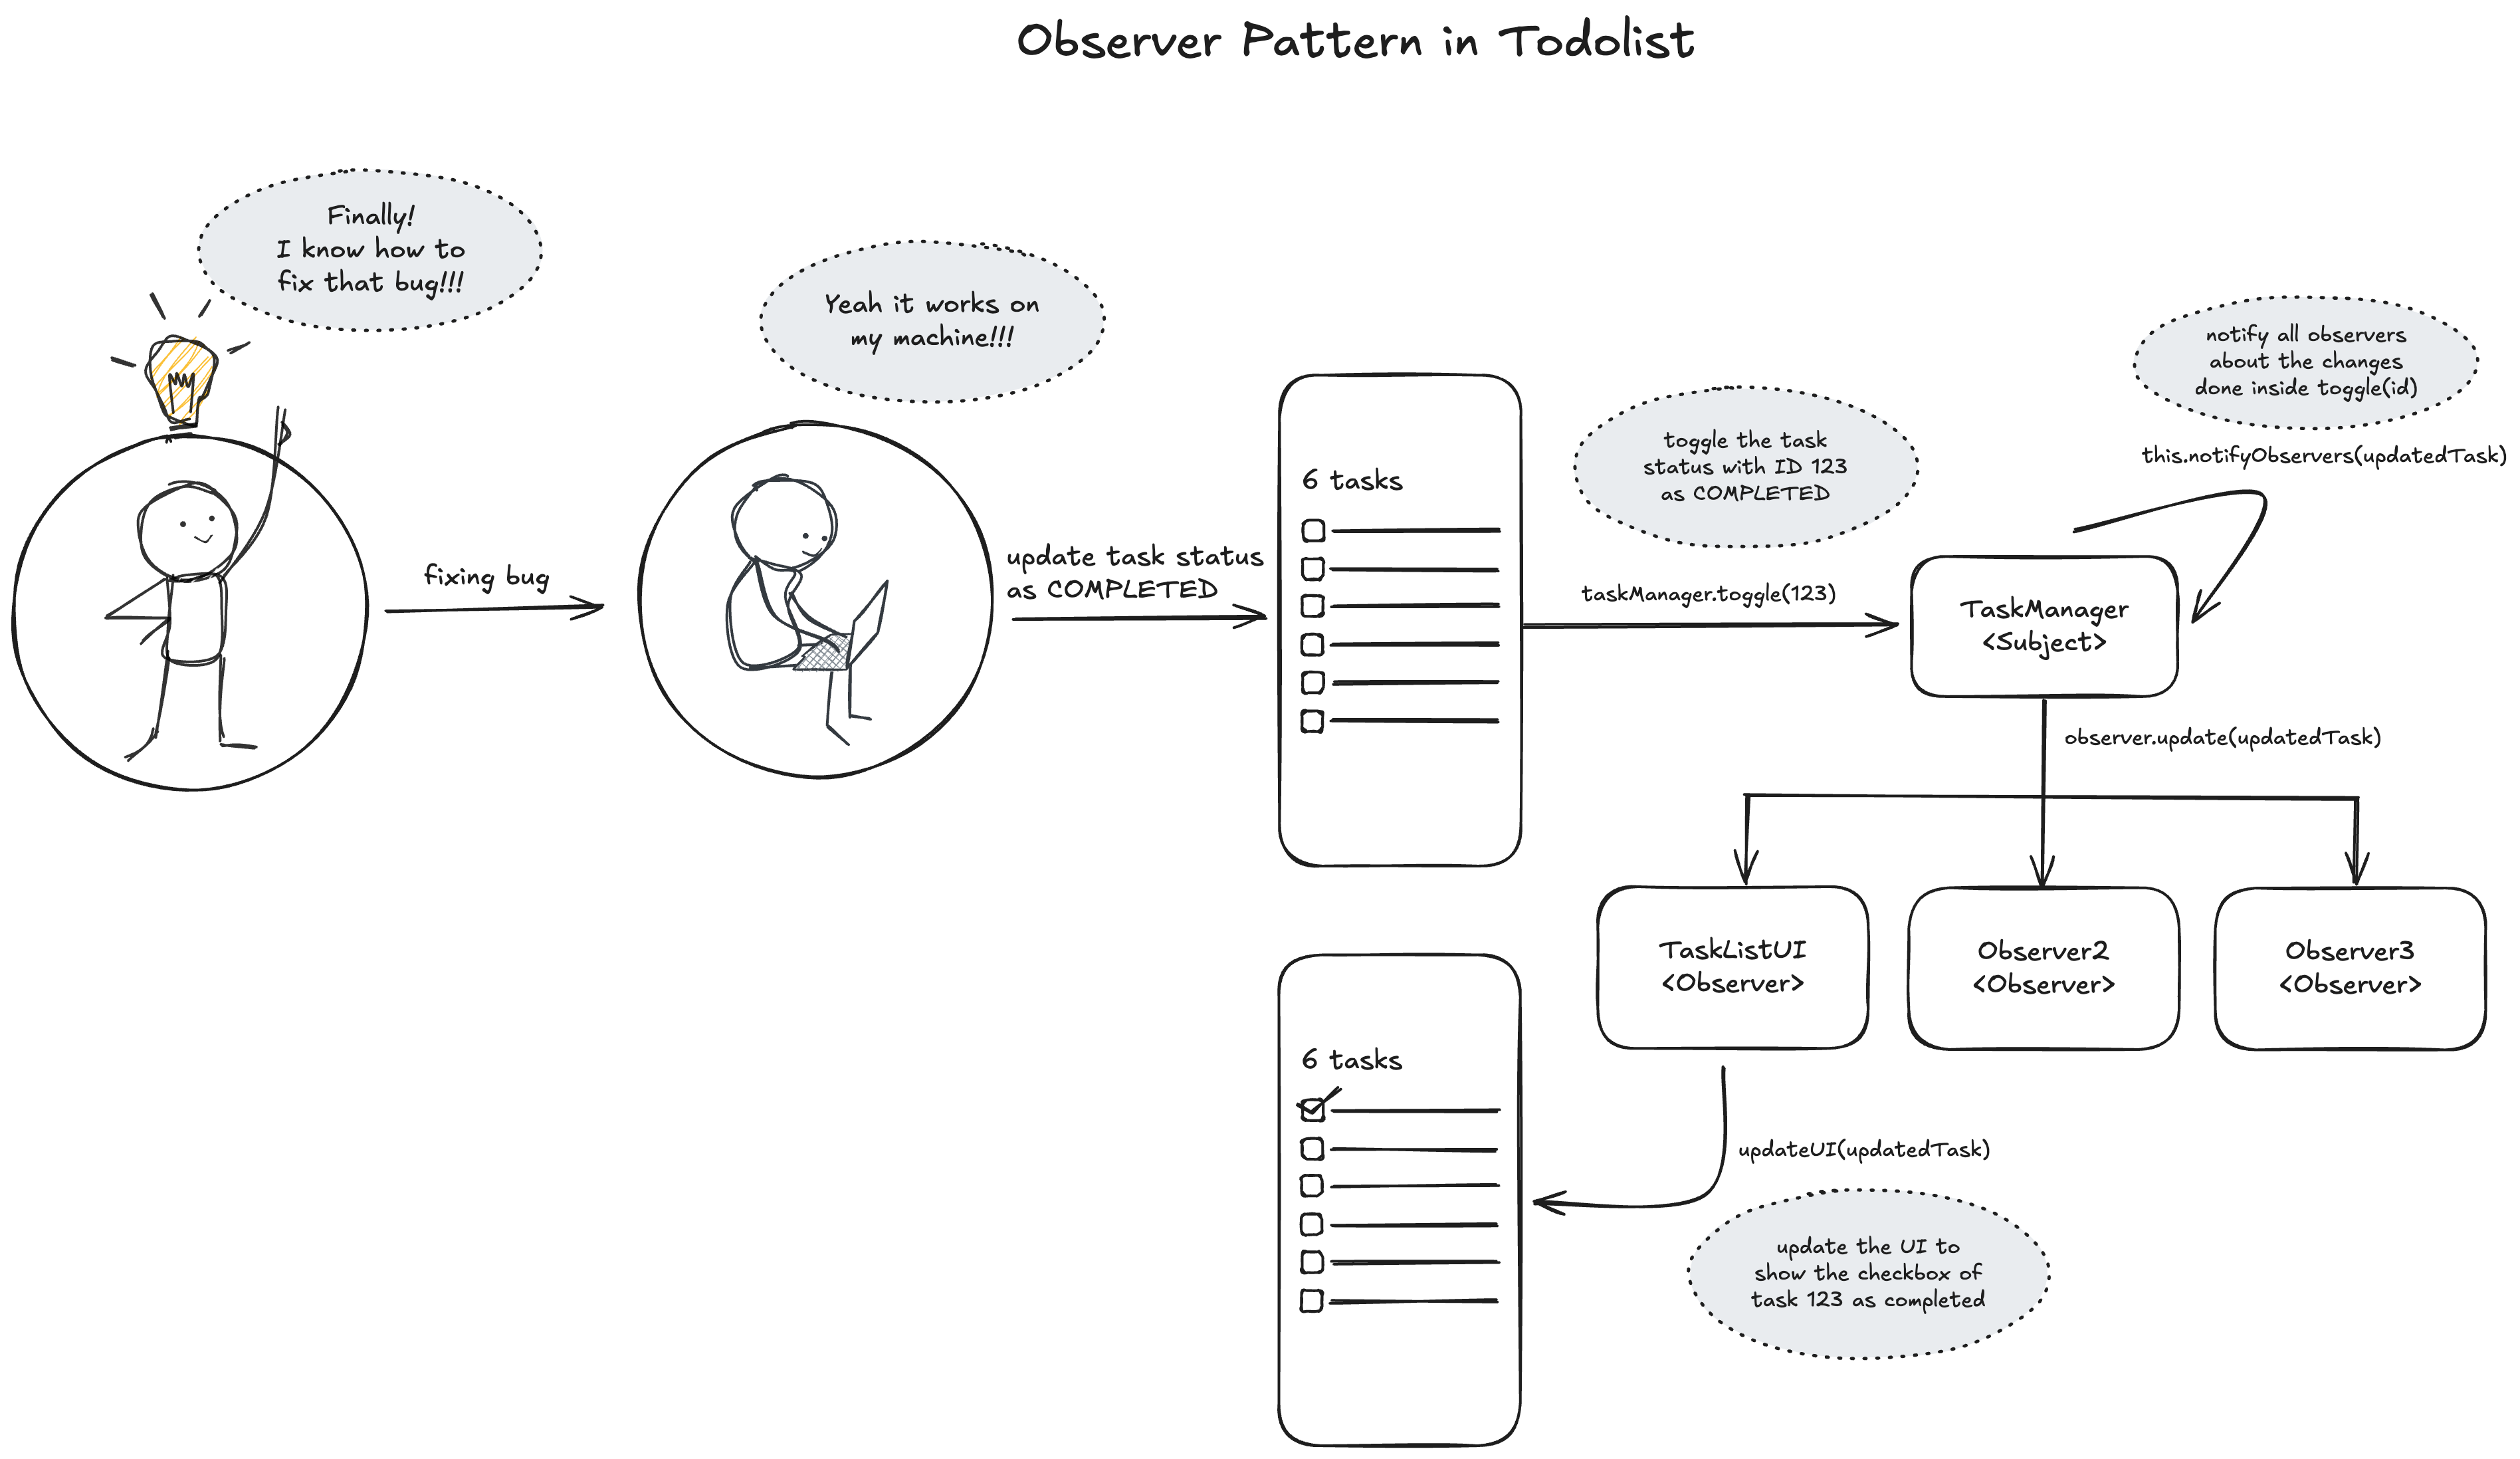 Observer Pattern in Todolist
Finally!
I know how to
fix that bug!!!
fixing bug
Yeah it works on
my machine!!!
update task status
as COMPLETED
6 tasks
toggle the task
status with ID 123
as COMPLETED
taskManager.toggle(123)
notify all observers
about the changes
done inside toggle(id)
this.notifyObservers(updatedTask)
TaskManager
<Subject>
observer.update(updatedTask)
TaskListUI
<Observer>
Observer2
<Observer>
Observer3
<Observer>
updateUI(updatedTask)
update the UI to
show the checkbox of
task 123 as completed
6 tasks